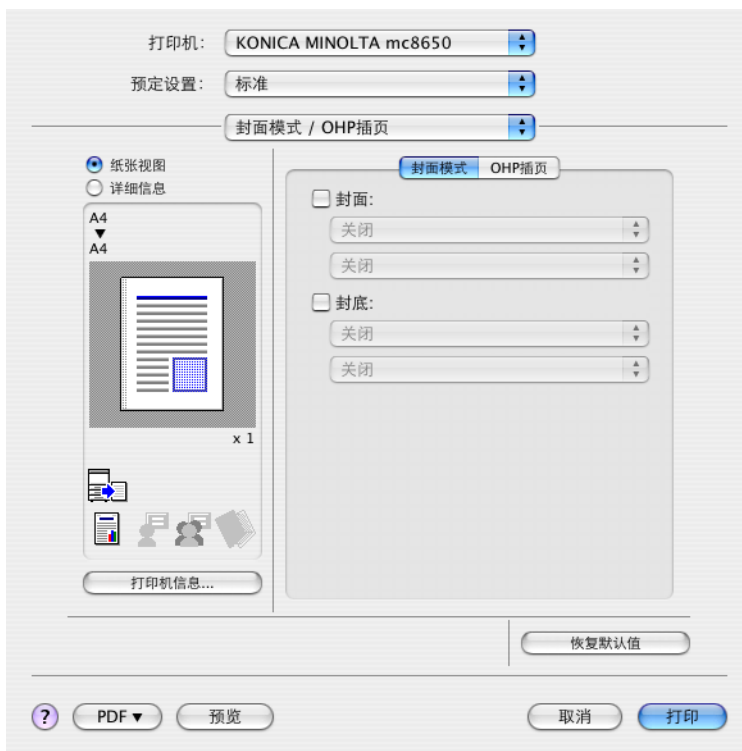 打印机: KONICA MINOLTA mc8650
预定设置: 标准
封面模式 / OHP插页
纸张视图
详细信息
A4
A4
x 1
打印机信息...
封面模式 OHP插页
封面:
关闭
关闭
封底:
关闭
关闭
恢复默认值
? PDF ▼ 预览 取消 打印